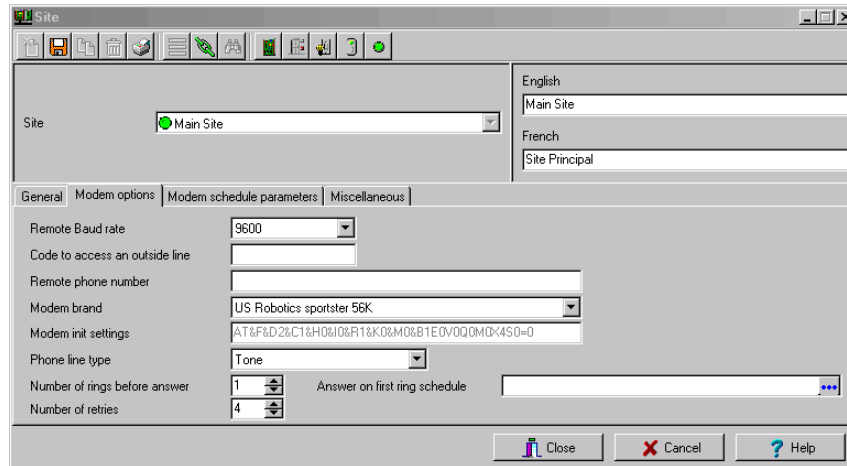 Site
English
Main Site
Site
Main Site
French
Site Principal
General Modem options Modem schedule parameters Miscellaneous
Remote Baud rate 9600
Code to access an outside line
Remote phone number
Modem brand US Robotics sportster 56K
Modem init settings AT&F&D2&C1&H0&I0&R1&K0&M0&B1E0V0Q0M0X4S0=0
Phone line type Tone
Number of rings before answer 1 Answer on first ring schedule
Number of retries 4
Close Cancel Help